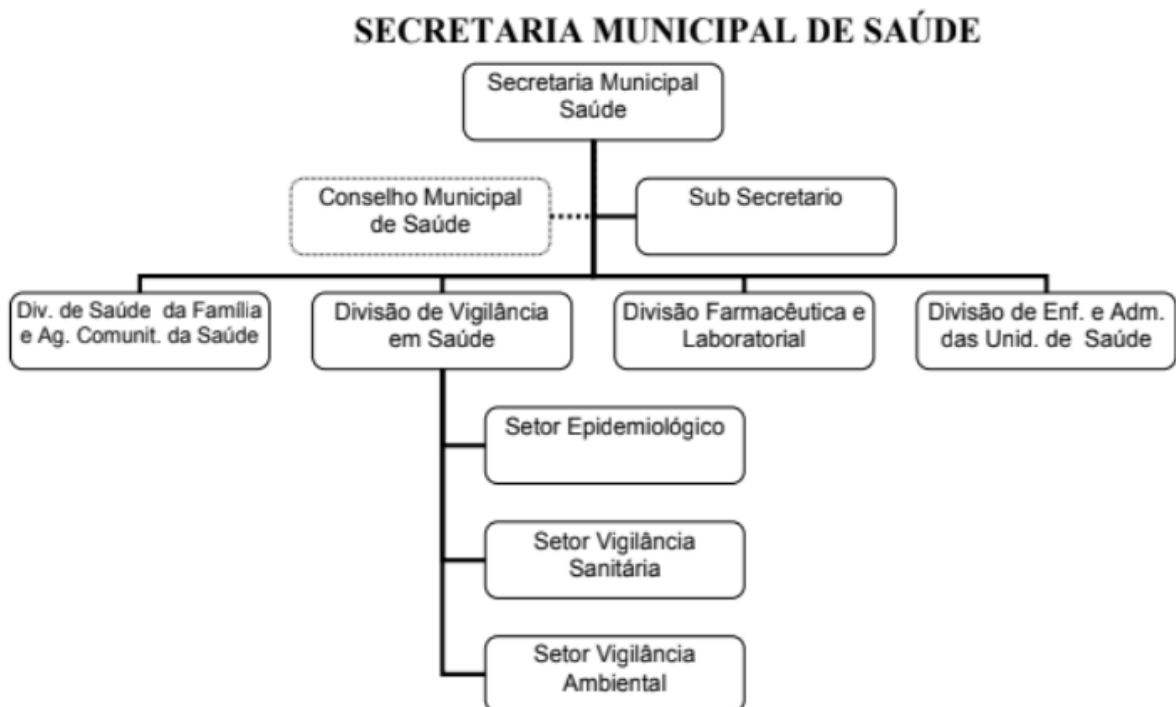 SECRETARIA MUNICIPAL DE SAÚDE
Secretaria Municipal
Saúde
Conselho Municipal
de Saúde
Sub Secretario
Div. de Saúde da Família
e Ag. Comunit. da Saúde
Divisão de Vigilância
em Saúde
Divisão Farmacêutica e
Laboratorial
Divisão de Enf. e Adm.
das Unid. de Saúde
Setor Epidemiológico
Setor Vigilância
Sanitária
Setor Vigilância
Ambiental